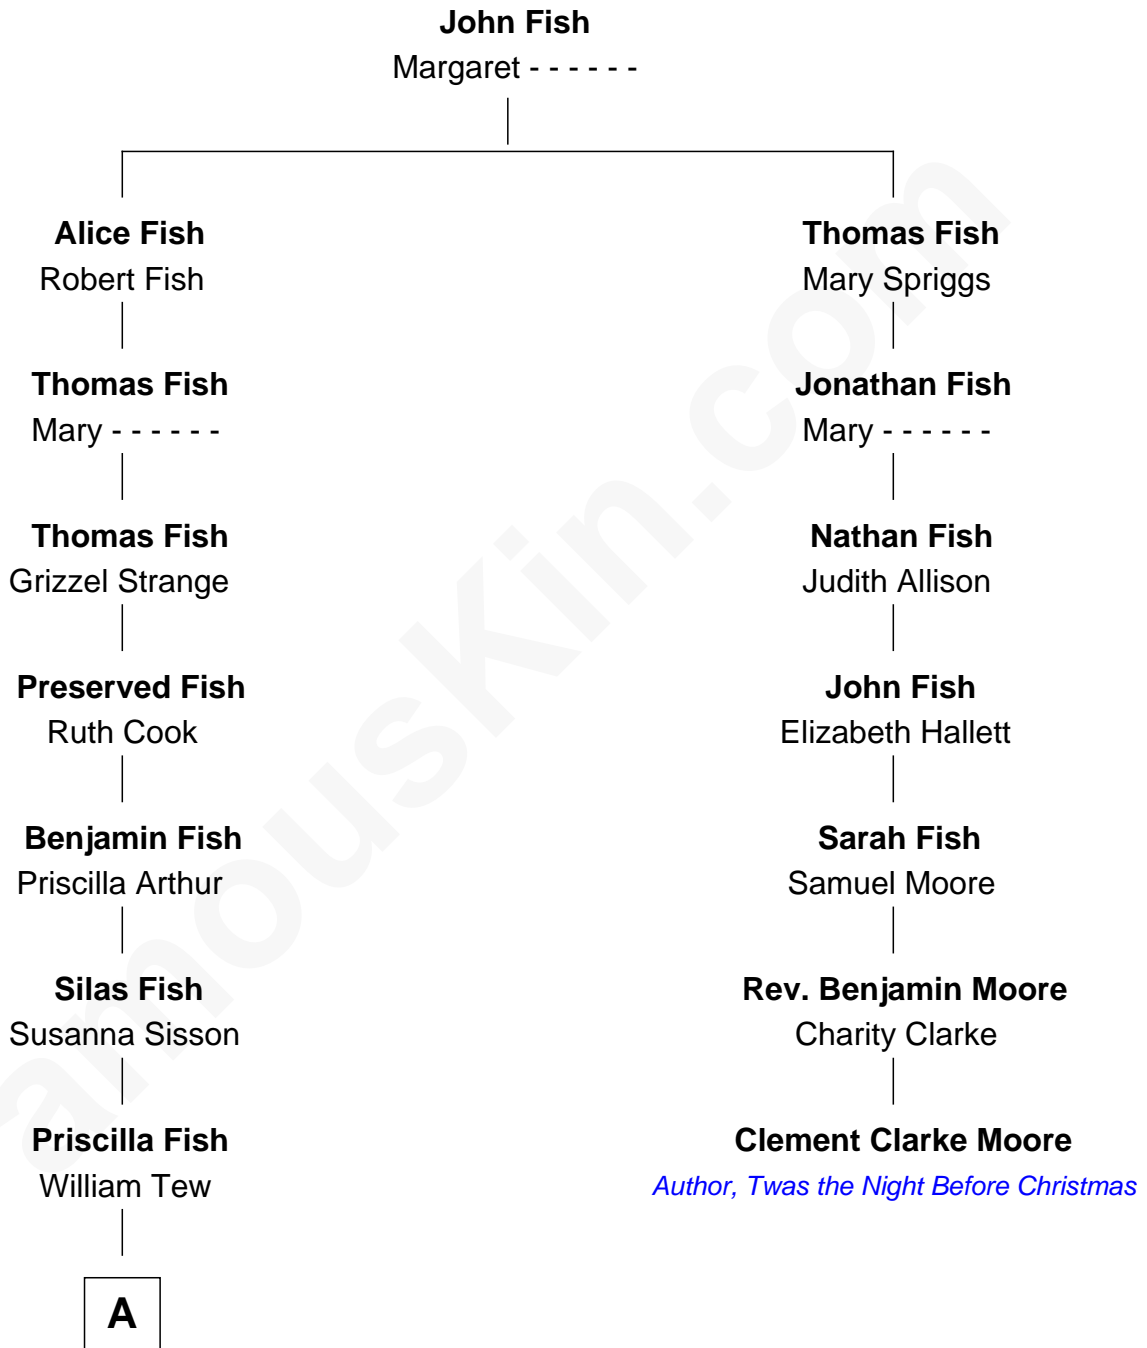 John Fish
Margaret - - - - - -
Alice Fish
Robert Fish
Thomas Fish
Mary Spriggs
Thomas Fish
Mary - - - - - -
Jonathan Fish
Mary - - - - - -
Thomas Fish
Grizzel Strange
Nathan Fish
Judith Allison
Preserved Fish
Ruth Cook
John Fish
Elizabeth Hallett
Benjamin Fish
Priscilla Arthur
Sarah Fish
Samuel Moore
Silas Fish
Susanna Sisson
Rev. Benjamin Moore
Charity Clarke
Priscilla Fish
William Tew
Clement Clarke Moore
Author, Twas the Night Before Christmas
A
amousKin.com